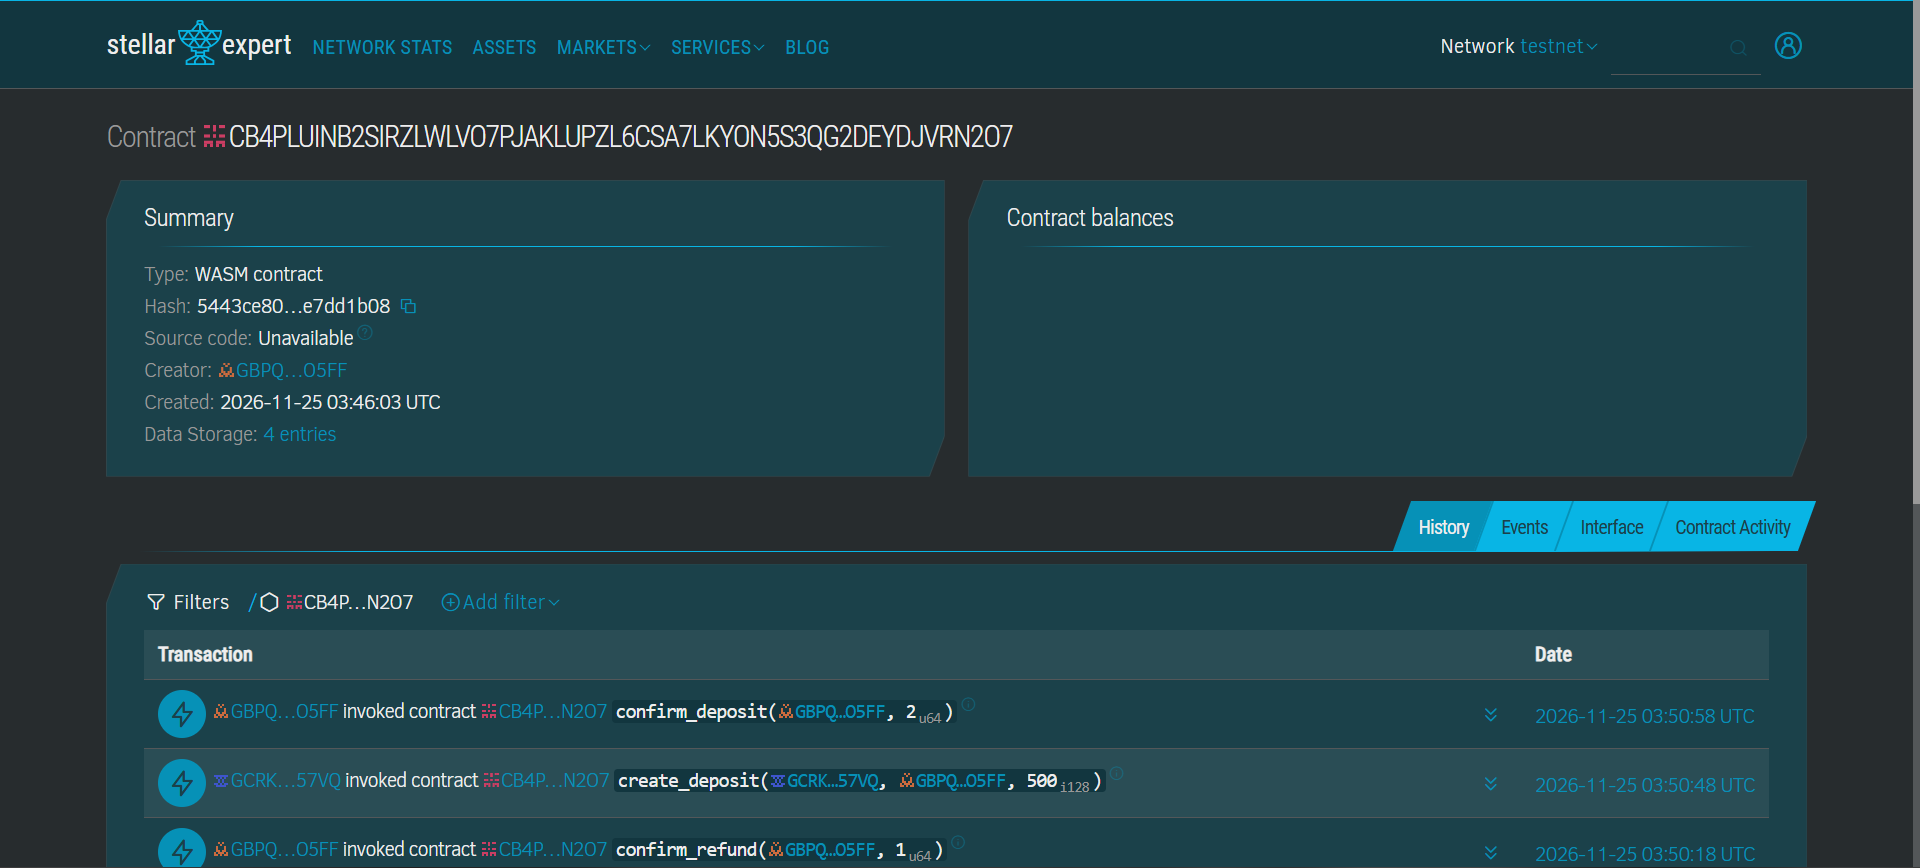 stellar expert NETWORK STATS ASSETS MARKETS SERVICES BLOG Network testnet
Contract CB4PLUINB2SIRZLWLVO7PJAKLUPZL6CSA7LKYON5S3QG2DEYDJVRN2O7
Summary
Type: WASM contract
Hash: 5443ce80...e7dd1b08
Source code: Unavailable
Creator: GBPQ...O5FF
Created: 2026-11-25 03:46:03 UTC
Data Storage: 4 entries
Contract balances
History Events Interface Contract Activity
Filters / CB4P...N2O7 Add filter
Transaction Date
GBPQ...O5FF invoked contract CB4P...N2O7 confirm_deposit(GBPQ...O5FF, 2u64) 2026-11-25 03:50:58 UTC
GCRK...57VQ invoked contract CB4P...N2O7 create_deposit(GCRK...57VQ, GBPQ...O5FF, 500i128) 2026-11-25 03:50:48 UTC
GBPQ...O5FF invoked contract CB4P...N2O7 confirm_refund(GBPQ...O5FF, 1u64) 2026-11-25 03:50:18 UTC